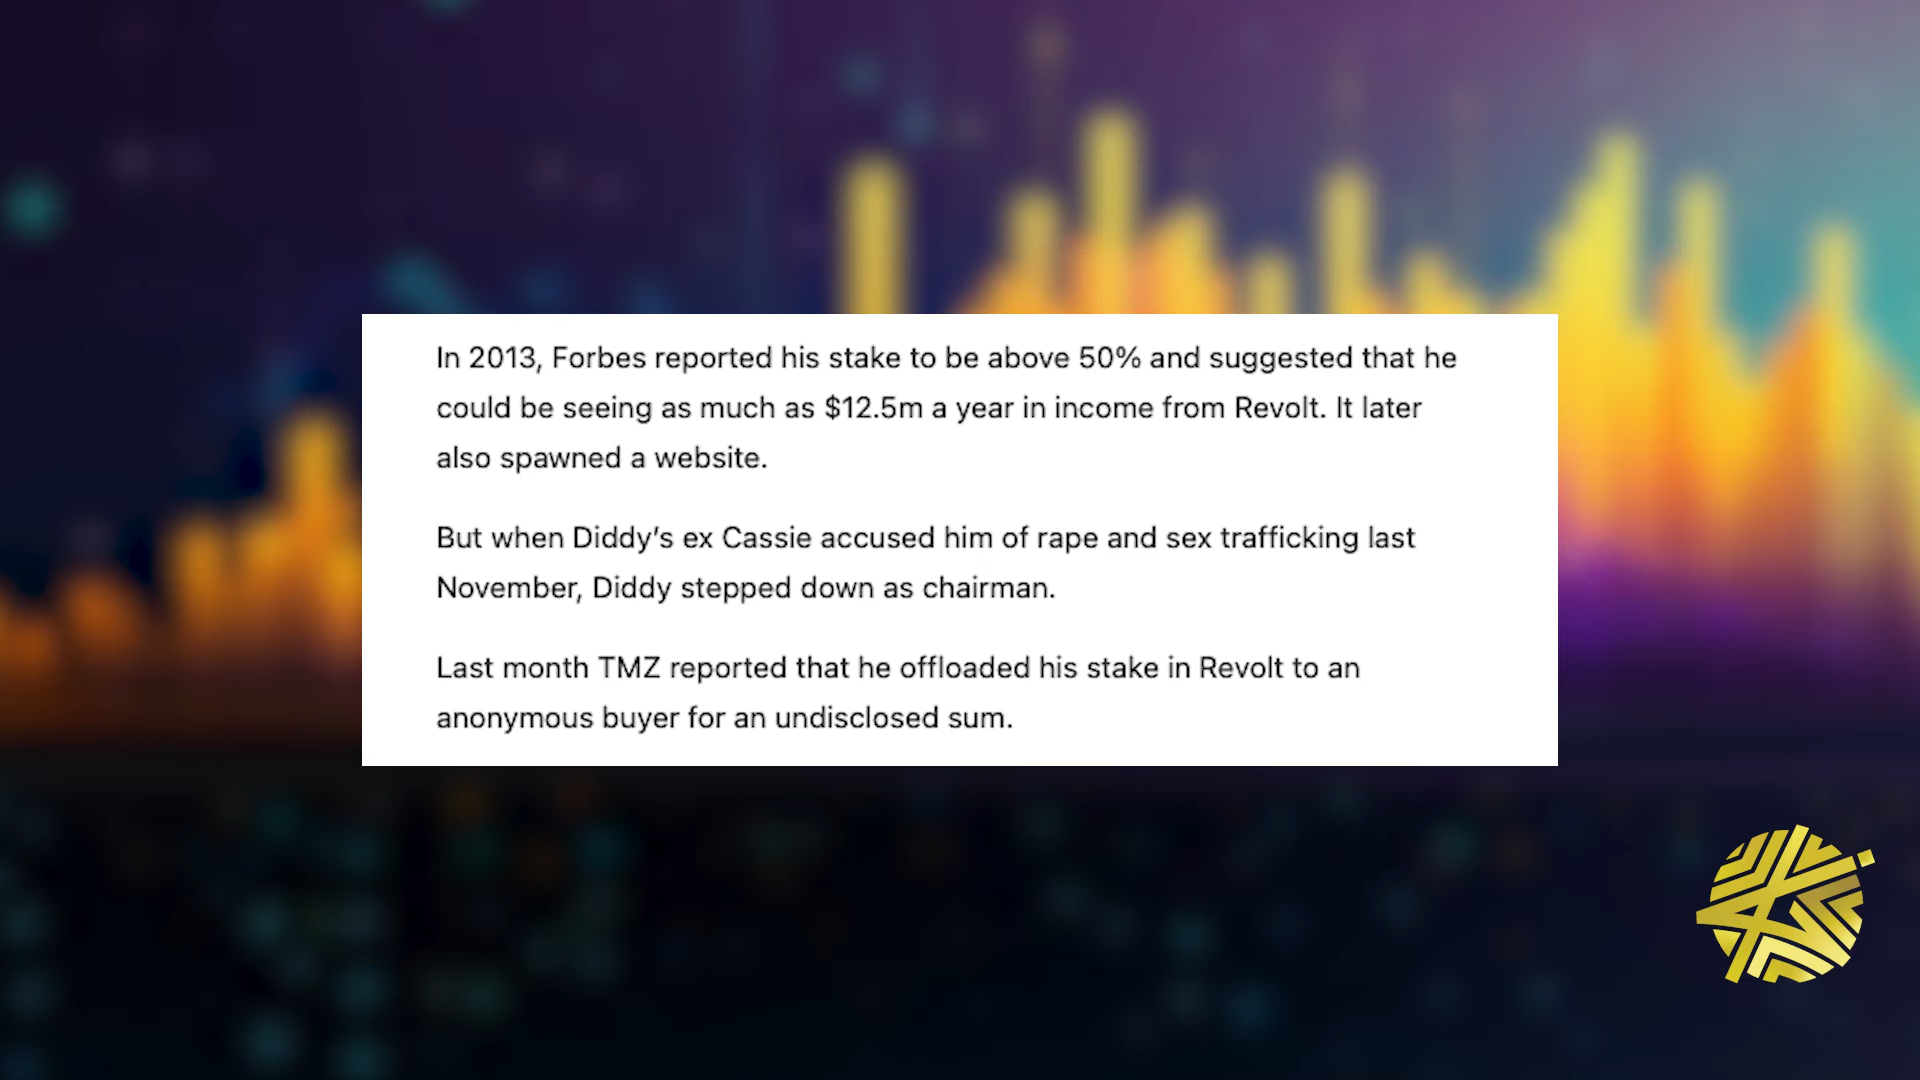 In 2013, Forbes reported his stake to be above 50% and suggested that he
could be seeing as much as $12.5m a year in income from Revolt. It later
also spawned a website.
But when Diddy’s ex Cassie accused him of rape and sex trafficking last
November, Diddy stepped down as chairman.
Last month TMZ reported that he offloaded his stake in Revolt to an
anonymous buyer for an undisclosed sum.